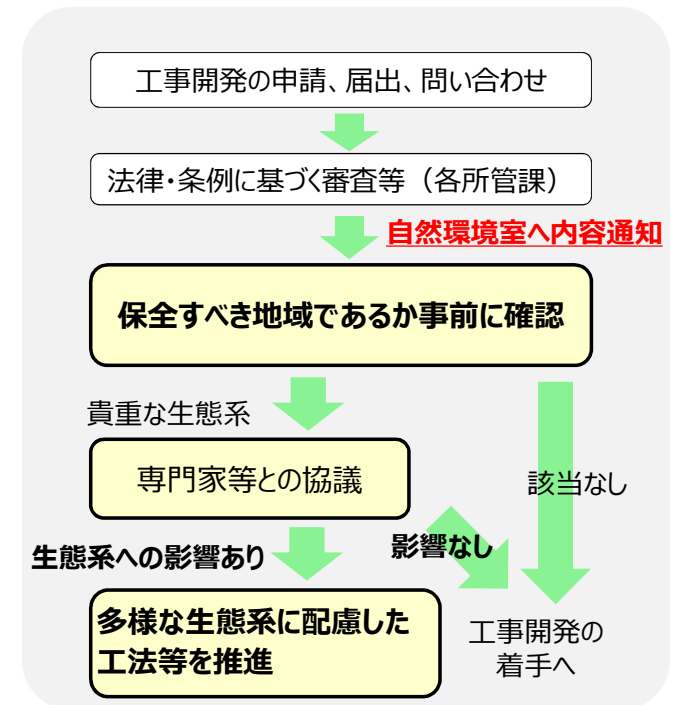 工事開発の申請、届出、問い合わせ
法律・条例に基づく審査等（各所管課）
自然環境室へ内容通知
保全すべき地域であるか事前に確認
貴重な生態系
専門家等との協議
該当なし
生態系への影響あり
影響なし
多様な生態系に配慮した
工法等を推進
工事開発の
着手へ